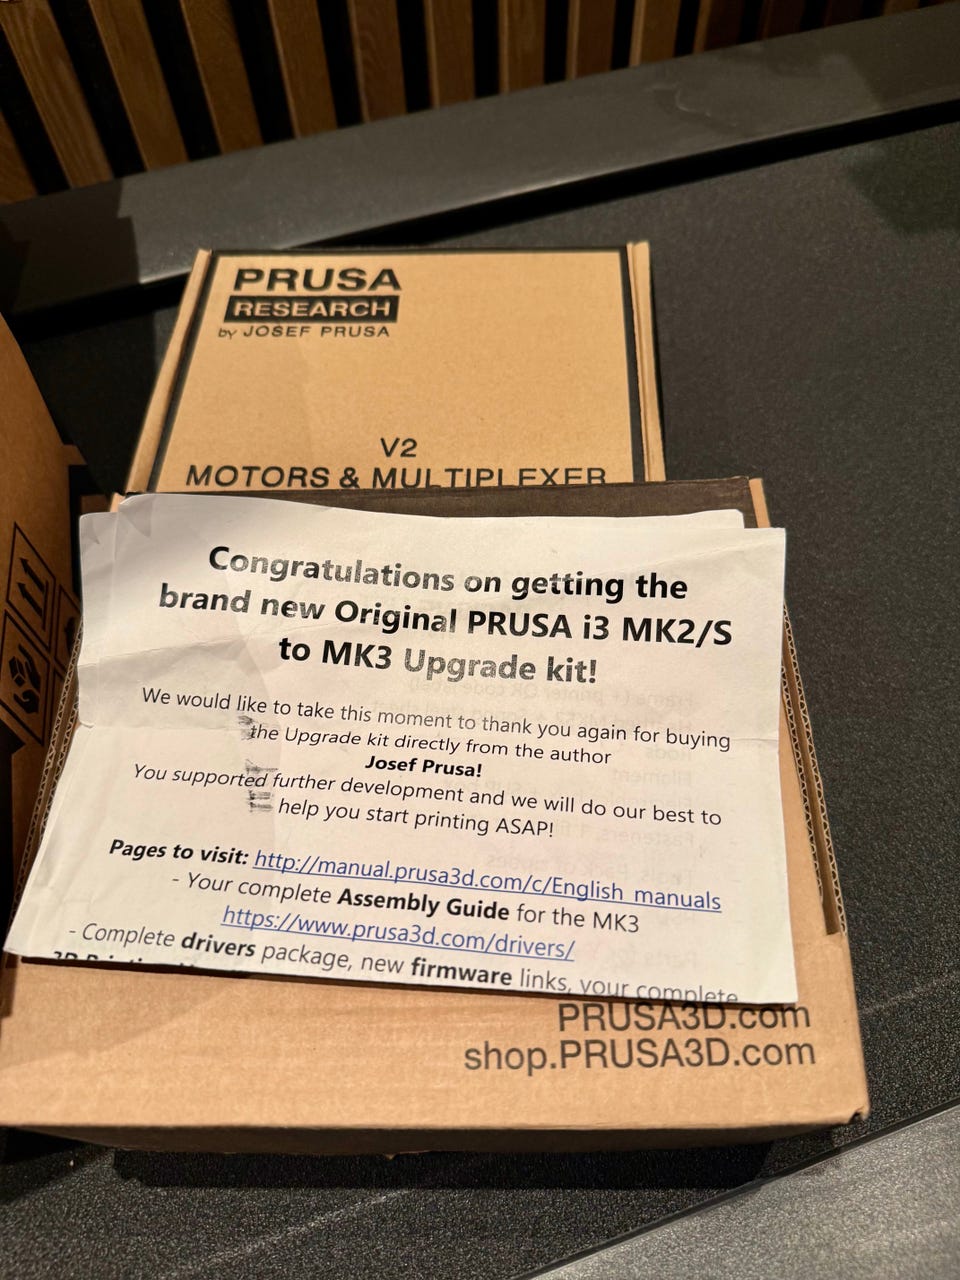 PRUSA
RESEARCH
by JOSEF PRUSA
V2
MOTORS & MULTIPLEXER
Congratulations on getting the
brand new Original PRUSA i3 MK2/S
to MK3 Upgrade kit!
We would like to take this moment to thank you again for buying
the Upgrade kit directly from the author
Josef Prusa!
You supported further development and we will do our best to
help you start printing ASAP!
Pages to visit: http://manual.prusa3d.com/c/English_manuals
- Your complete Assembly Guide for the MK3
https://www.prusa3d.com/drivers/
- Complete drivers package, new firmware links, your complete
PRUSA3D.com
shop.PRUSA3D.com